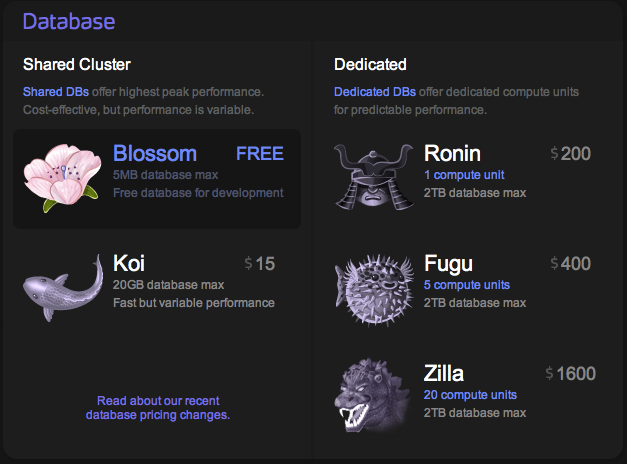 Database
Shared Cluster
Shared DBs offer highest peak performance.
Cost-effective, but performance is variable.
Blossom FREE
5MB database max
Free database for development
Koi $15
20GB database max
Fast but variable performance
Read about our recent
database pricing changes.
Dedicated
Dedicated DBs offer dedicated compute units
for predictable performance.
Ronin $200
1 compute unit
2TB database max
Fugu $400
5 compute units
2TB database max
Zilla $1600
20 compute units
2TB database max